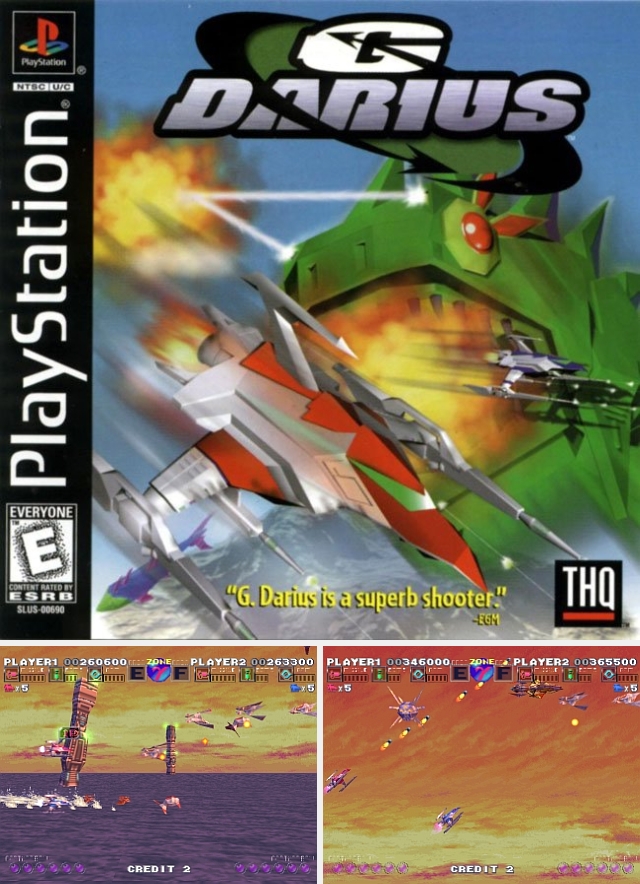 PlayStation
®
NTSC U/C
PlayStation®
G
DARIUS
EVERYONE
E
CONTENT RATED BY
ESRB
SLUS-00690
"G. Darius is a superb shooter."
-EGM
THQ
PLAYER1 00260600 ZONE PLAYER2 00263300
E F
x5 x5
CREDIT 2
PLAYER1 00346000 ZONE PLAYER2 00365500
E F
x5 x5
CREDIT 2